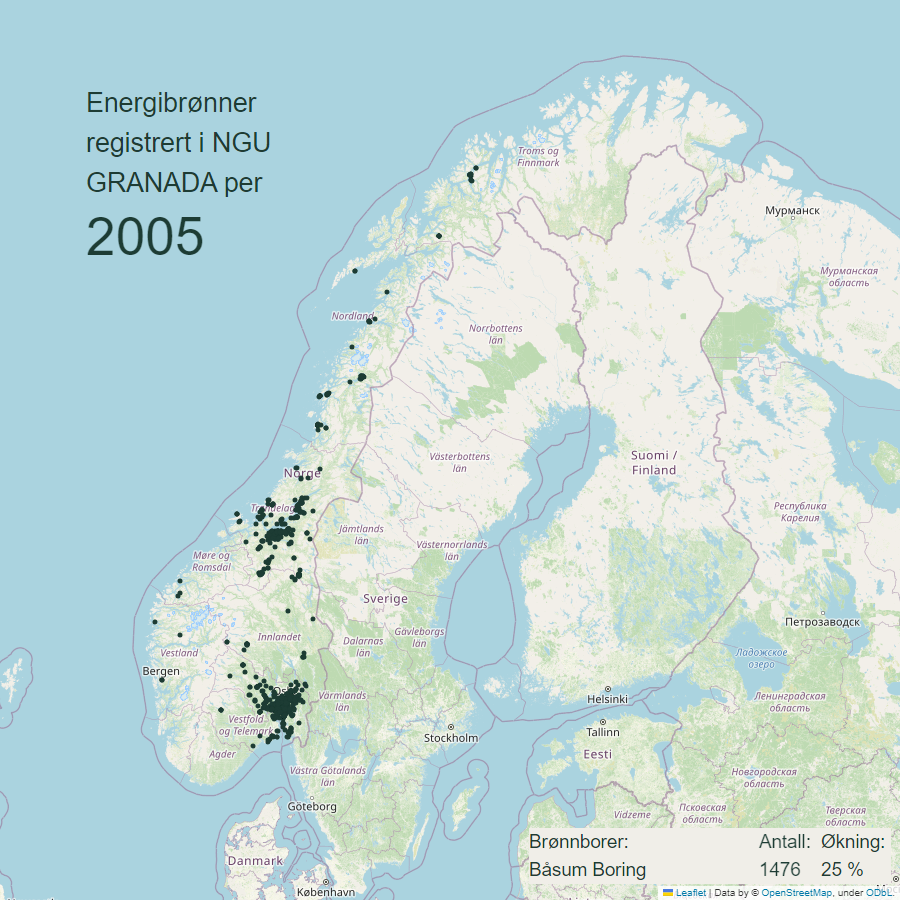 Energibrønner
registrert i NGU
GRANADA per
2005
Troms og
Finnmark
Мурманск
Мурманская
область
Nordland
Norrbottens
län
Västerbottens
län
Suomi /
Finland
Norge
Jämtlands
län
Västernorrlands
län
Республика
Карелия
Møre og
Romsdal
Sverige
Петрозаводск
Innlandet
Dalarnas
län
Gävleborgs
län
Vestland
Ладожское
озеро
Bergen
Värmlands
län
Helsinki
Ленинградская
область
Vestfold
og Telemark
Stockholm
Tallinn
Eesti
Agder
Västra Götalands
län
Новгородская
область
Göteborg
Псковская
область
Тверская
область
Vidzeme
Danmark
København
Brønnborer: Antall: Økning:
Båsum Boring 1476 25 %
Leaflet | Data by © OpenStreetMap, under ODbL.